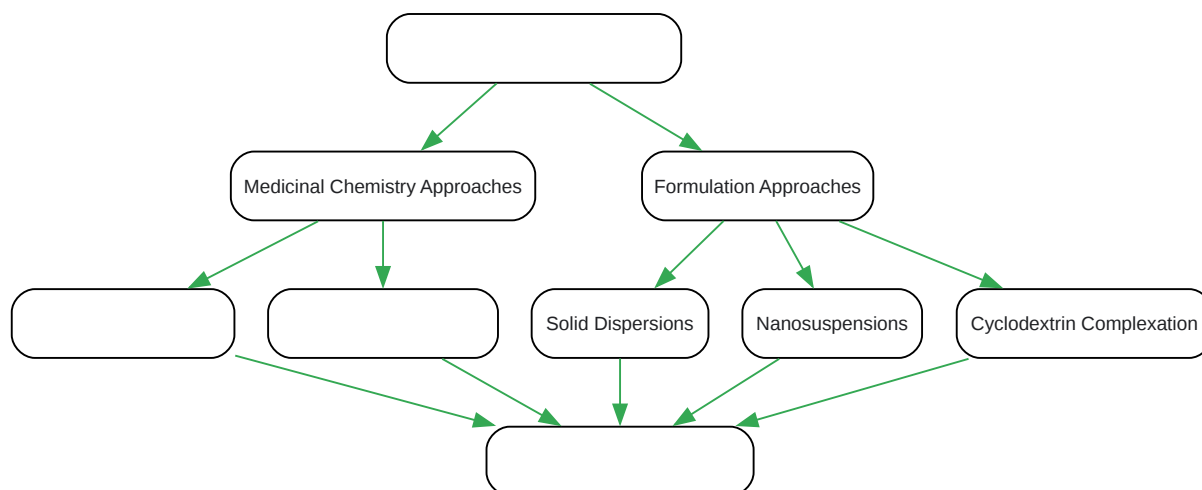 Medicinal Chemistry Approaches
Formulation Approaches
Solid Dispersions
Nanosuspensions
Cyclodextrin Complexation